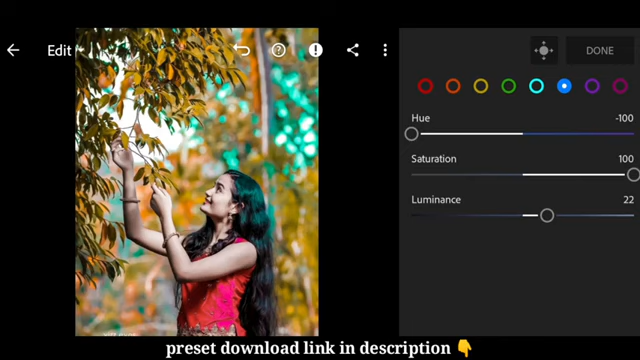 Edit
DONE
Hue -100
Saturation 100
Luminance 22
preset download link in description 👇